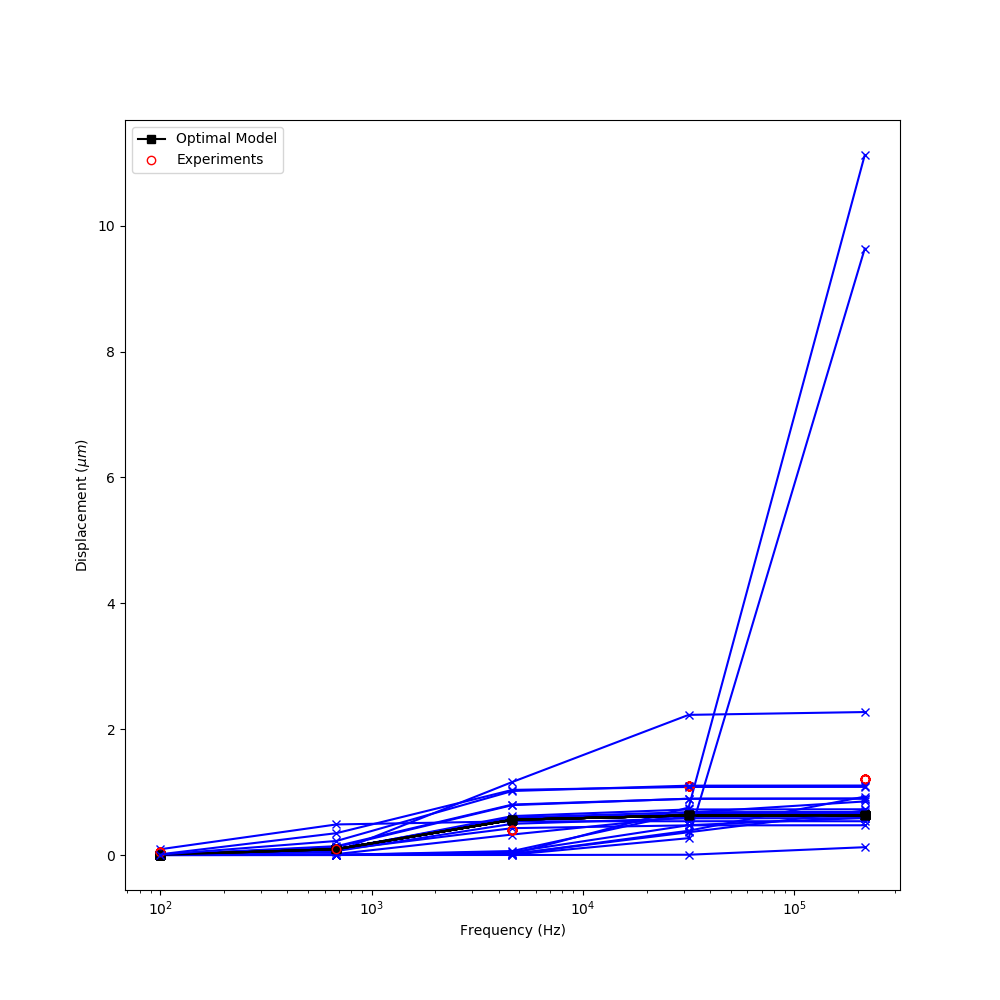 Optimal Model
Experiments
10
8
6
4
2
0
Displacement (μm)
10² 10³ 10⁴ 10⁵
Frequency (Hz)